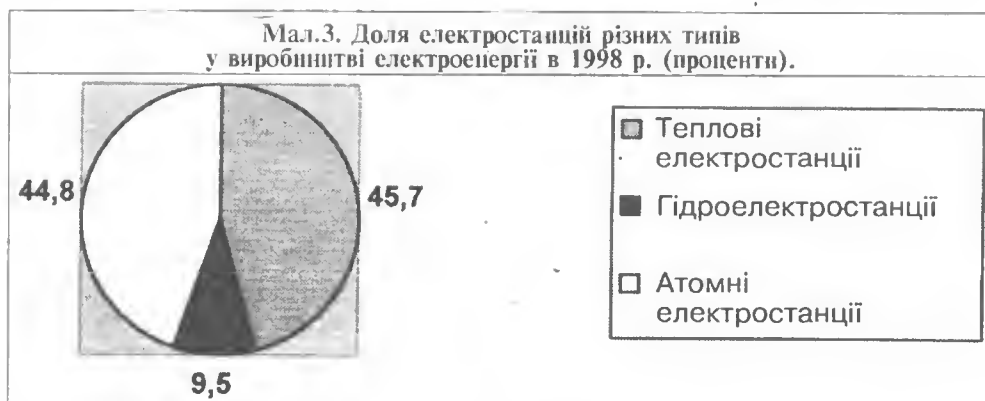 Мал.3. Доля електростанцій різних типів
у виробництві електроенергії в 1998 р. (проценти).
44,8
45,7
9,5
Теплові
електростанції
Гідроелектростанції
Атомні
електростанції